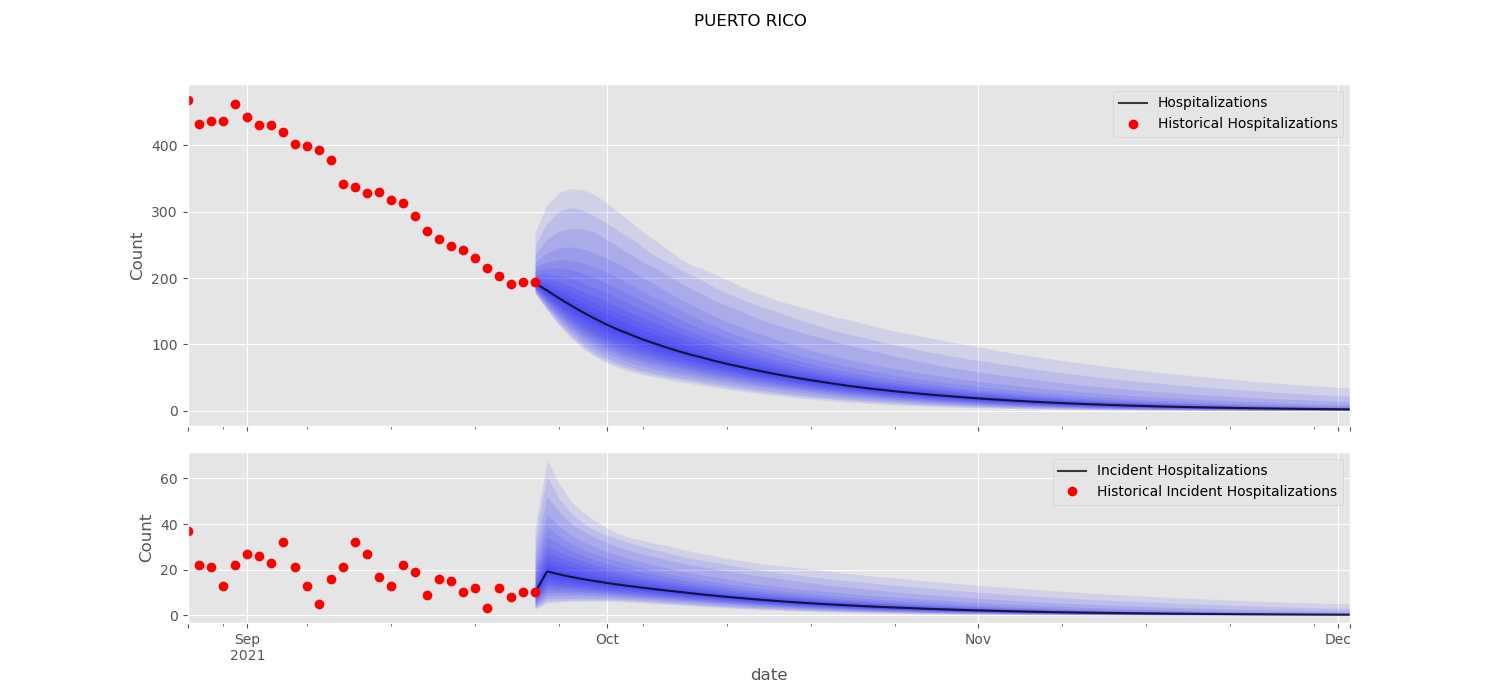 PUERTO RICO
Hospitalizations
Historical Hospitalizations
400
300
200
100
0
Count
Incident Hospitalizations
Historical Incident Hospitalizations
60
40
20
0
Count
Sep Oct Nov Dec
2021
date